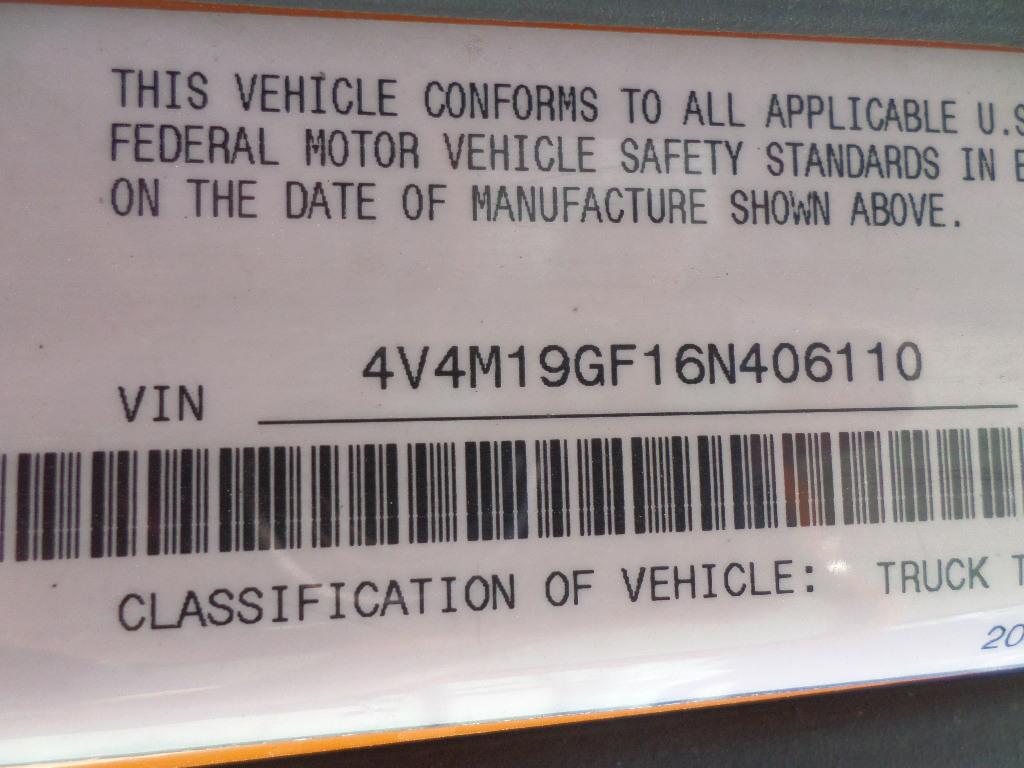 THIS VEHICLE CONFORMS TO ALL APPLICABLE U.S
FEDERAL MOTOR VEHICLE SAFETY STANDARDS IN E
ON THE DATE OF MANUFACTURE SHOWN ABOVE.
4V4M19GF16N406110
VIN
CLASSIFICATION OF VEHICLE: TRUCK T
20